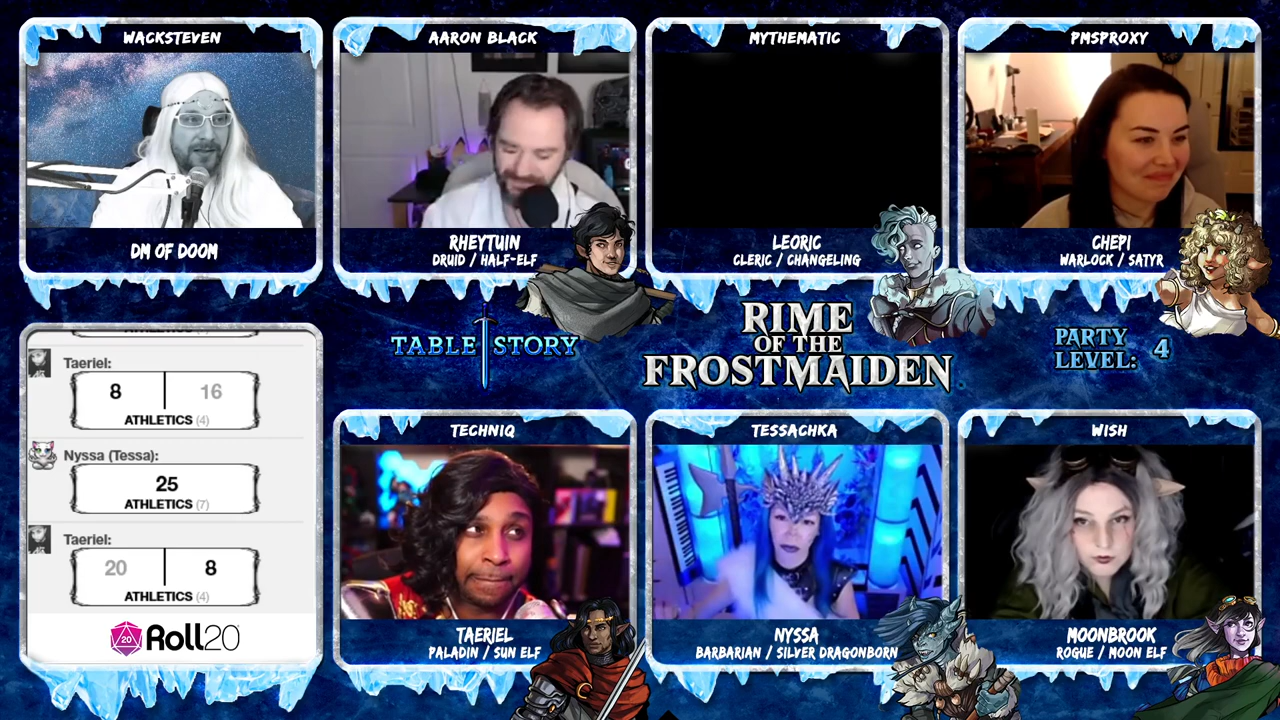 WACKSTEVEN
DM OF DOOM
AARON BLACK
RHEYTUIN
DRUID / HALF-ELF
MYTHEMATIC
LEORIC
CLERIC / CHANGELING
PMSPROXY
CHEPI
WARLOCK / SATYR
TABLE STORY
RIME
OF THE
FROSTMAIDEN
PARTY
LEVEL: 4
Taeriel:
8 16
ATHLETICS (4)
Nyssa (Tessa):
25
ATHLETICS (7)
Taeriel:
20 8
ATHLETICS (4)
20 Roll20
TECHNIQ
TAERIEL
PALADIN / SUN ELF
TESSACHKA
NYSSA
BARBARIAN / SILVER DRAGONBORN
WISH
MOONBROOK
ROGUE / MOON ELF